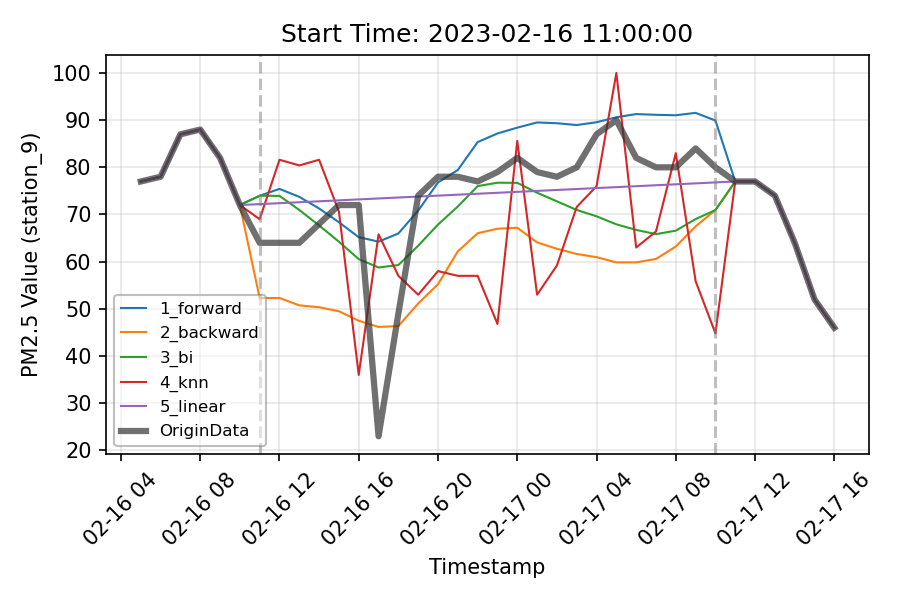 Start Time: 2023-02-16 11:00:00
PM2.5 Value (station_9)
100
90
80
70
60
50
40
30
20
1_forward
2_backward
3_bi
4_knn
5_linear
OriginData
02-16 04
02-16 08
02-16 12
02-16 16
02-16 20
02-17 00
02-17 04
02-17 08
02-17 12
02-17 16
Timestamp